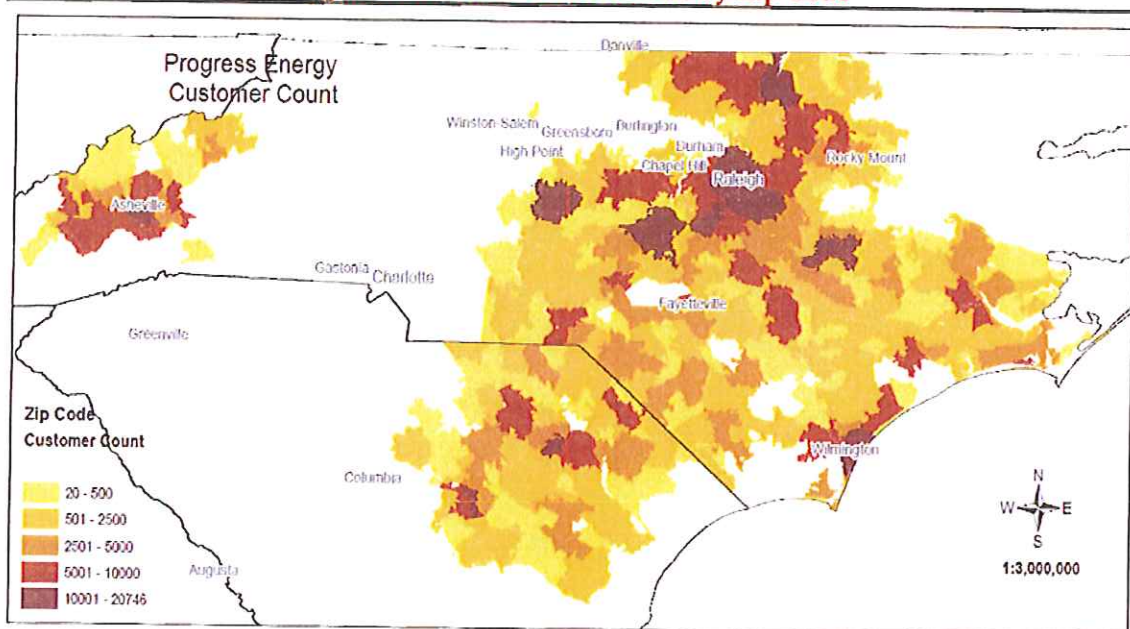 Danville
Progress Energy
Customer Count
Winston-Salem
Greensboro
Burlington
High Point
Durham
Chapel Hill
Rocky Mount
Raleigh
Asheville
Gastonia
Charlotte
Fayetteville
Greenville
Zip Code
Customer Count
Wilmington
Columbia
20 - 500
501 - 2500
2501 - 5000
5001 - 10000
10001 - 20746
Augusta
N
W
E
S
1:3,000,000